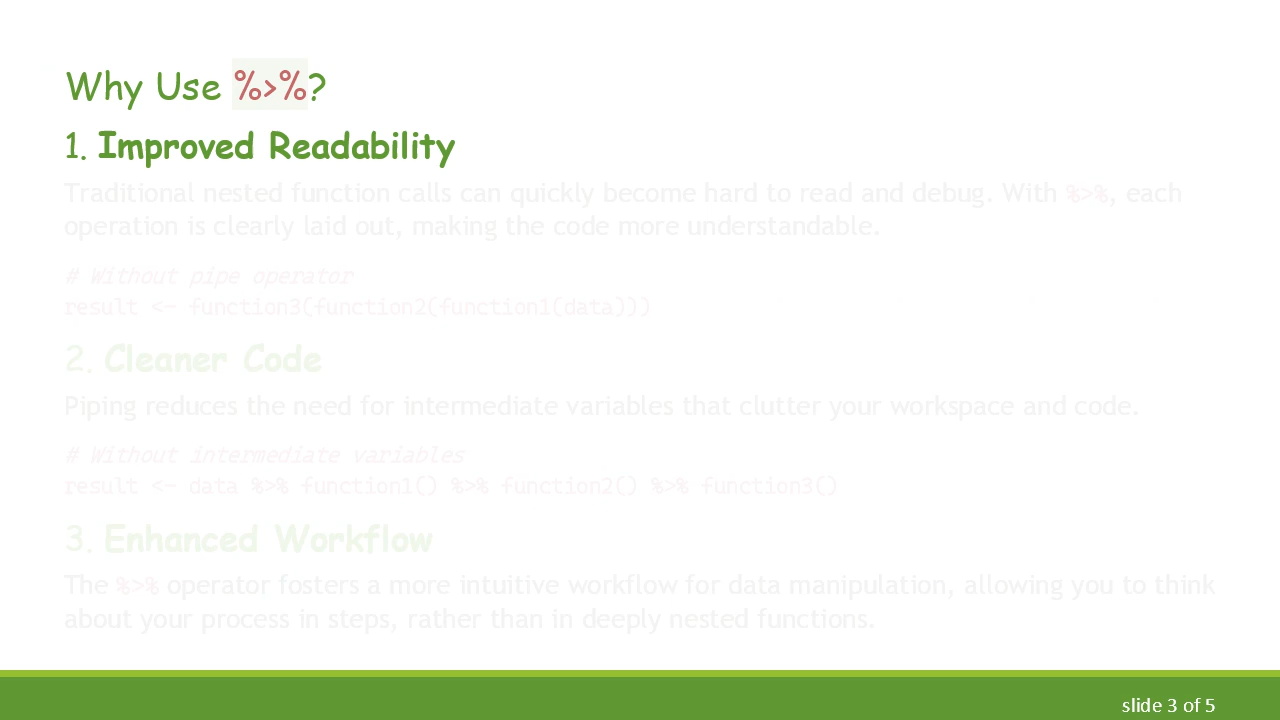 Why Use %>%?
1. Improved Readability
Traditional nested function calls can quickly become hard to read and debug. With %>%, each
operation is clearly laid out, making the code more understandable.
# Without pipe operator
result <- function3(function2(function1(data)))
2. Cleaner Code
Piping reduces the need for intermediate variables that clutter your workspace and code.
# Without intermediate variables
result <- data %>% function1() %>% function2() %>% function3()
3. Enhanced Workflow
The %>% operator fosters a more intuitive workflow for data manipulation, allowing you to think
about your process in steps, rather than in deeply nested functions.
slide 3 of 5